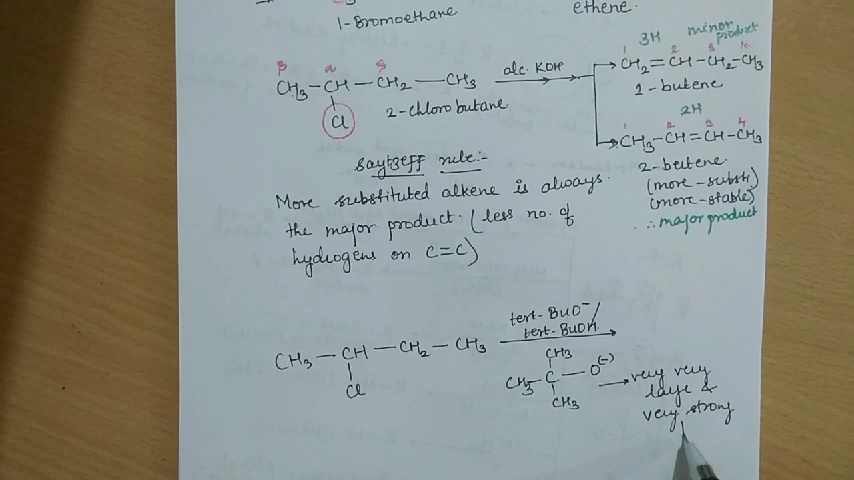 1-Bromoethane
ethene.
β α β
CH₃-CH-CH₂-CH₃
Cl
2-chlorobutane
alc. KOH
3H minor product
1 2 3 4
CH₂=CH-CH₂-CH₃
1-butene
2H
1 2 3 4
CH₃-CH=CH-CH₃
2-butene.
(more-substi)
(more-stable)
∴ major product
Saytzeff rule:-
More substituted alkene is always
the major product. (less no. of
hydrogens on C=C)
CH₃-CH-CH₂-CH₃
Cl
tert-BuO⁻/
tert-BuOH.
CH₃
CH₃-C-O(-)
CH₃
very very
large &
very strong